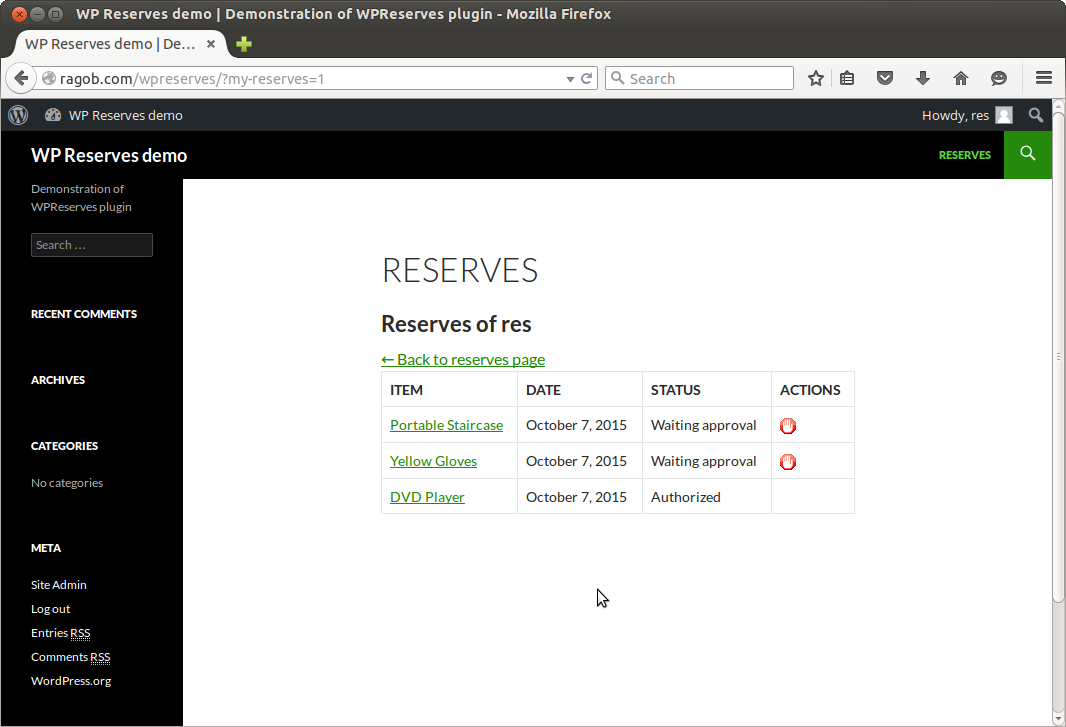 WP Reserves demo | Demonstration of WPReserves plugin - Mozilla Firefox
WP Reserves demo | De...
ragob.com/wpreserves/?my-reserves=1
Search
WP Reserves demo
Howdy, res
WP Reserves demo
RESERVES
Demonstration of
WPReserves plugin
Search …
RECENT COMMENTS
ARCHIVES
CATEGORIES
No categories
META
Site Admin
Log out
Entries RSS
Comments RSS
WordPress.org
RESERVES
Reserves of res
← Back to reserves page
ITEM DATE STATUS ACTIONS
Portable Staircase October 7, 2015 Waiting approval
Yellow Gloves October 7, 2015 Waiting approval
DVD Player October 7, 2015 Authorized